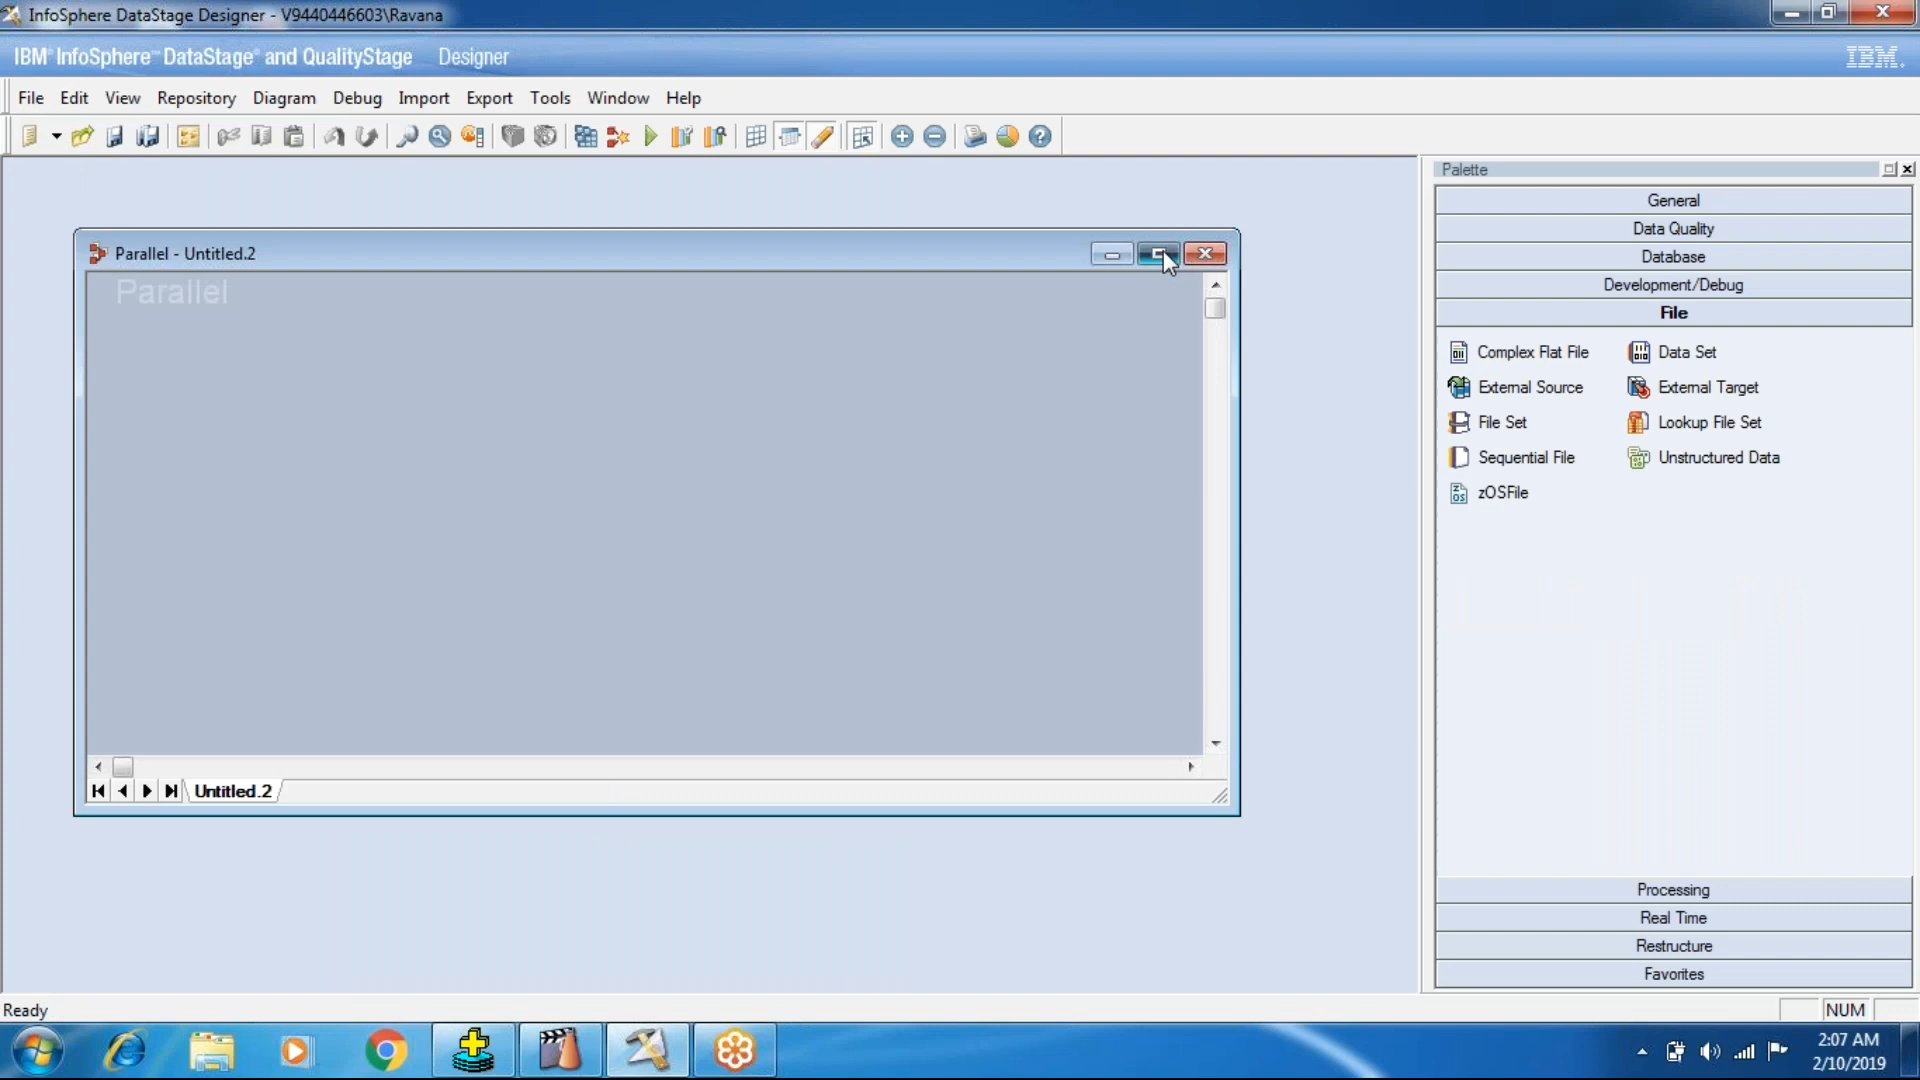 InfoSphere DataStage Designer - V9440446603\Ravana
IBM® InfoSphere™ DataStage® and QualityStage Designer
IBM.
File Edit View Repository Diagram Debug Import Export Tools Window Help
Palette
General
Data Quality
Database
Development/Debug
File
Complex Flat File
Data Set
External Source
External Target
File Set
Lookup File Set
Sequential File
Unstructured Data
zOSFile
Processing
Real Time
Restructure
Favorites
Parallel - Untitled.2
Parallel
Untitled.2
Ready
NUM
2:07 AM
2/10/2019